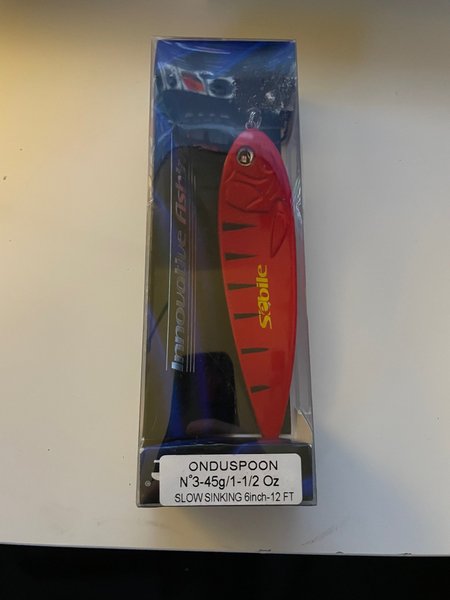 Innovative Fish
Sebile
ONDUSPOON
N°3-45g/1-1/2 Oz
SLOW SINKING 6inch-12 FT